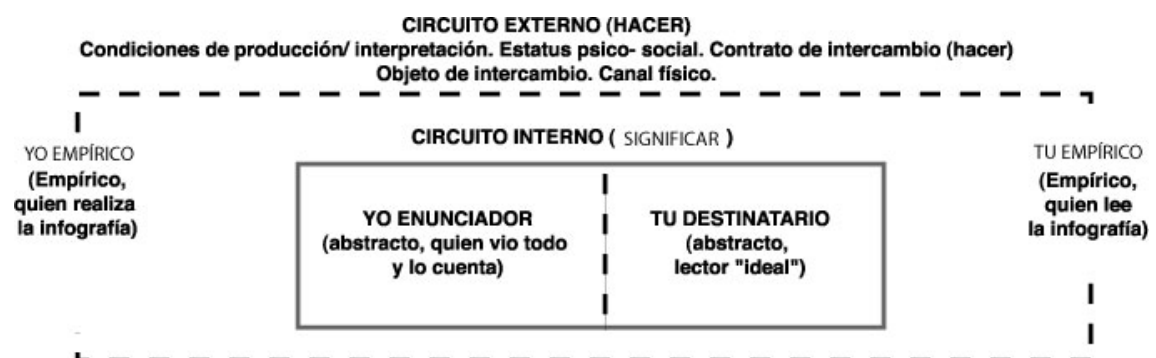 CIRCUITO EXTERNO (HACER)
Condiciones de producción/ interpretación. Estatus psico- social. Contrato de intercambio (hacer)
Objeto de intercambio. Canal físico.
CIRCUITO INTERNO ( SIGNIFICAR )
YO EMPÍRICO
(Empírico,
quien realiza
la infografía)
YO ENUNCIADOR
(abstracto, quien vio todo
y lo cuenta)
TU DESTINATARIO
(abstracto,
lector "ideal")
TU EMPÍRICO
(Empírico,
quien lee
la infografía)